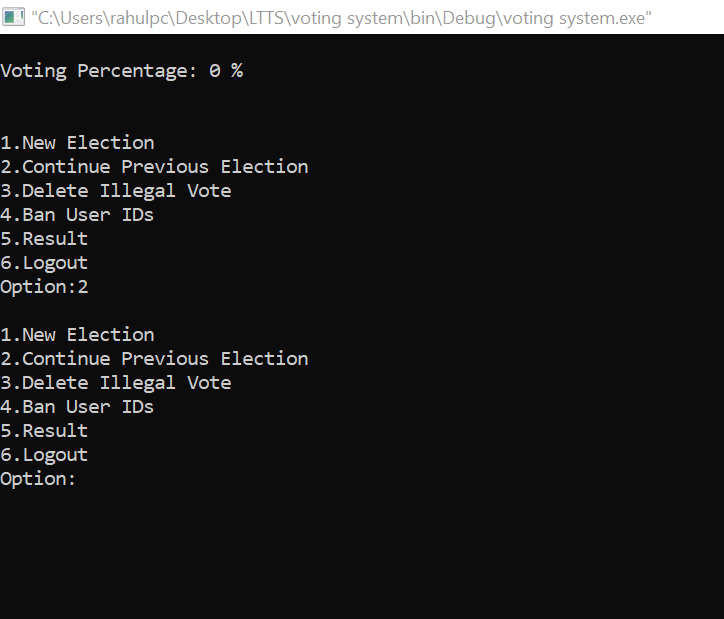 "C:\Users\rahulpc\Desktop\LTTS\voting system\bin\Debug\voting system.exe"
Voting Percentage: 0 %
1.New Election
2.Continue Previous Election
3.Delete Illegal Vote
4.Ban User IDs
5.Result
6.Logout
Option:2
1.New Election
2.Continue Previous Election
3.Delete Illegal Vote
4.Ban User IDs
5.Result
6.Logout
Option: